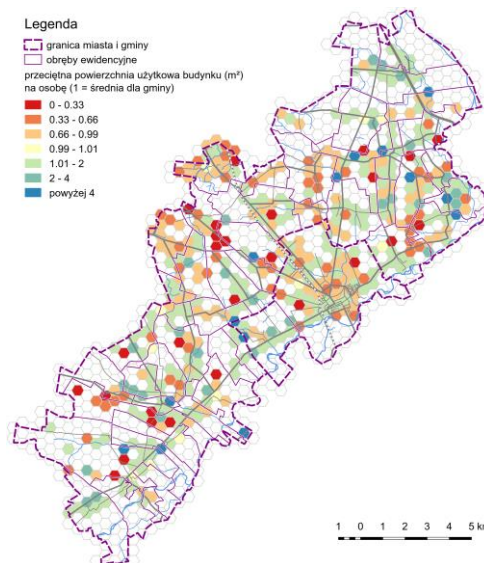 Legenda
granica miasta i gminy
obręby ewidencyjne
przeciętna powierzchnia użytkowa budynku (m²)
na osobę (1 = średnia dla gminy)
0 - 0.33
0.33 - 0.66
0.66 - 0.99
0.99 - 1.01
1.01 - 2
2 - 4
powyżej 4
1 0 1 2 3 4 5 km